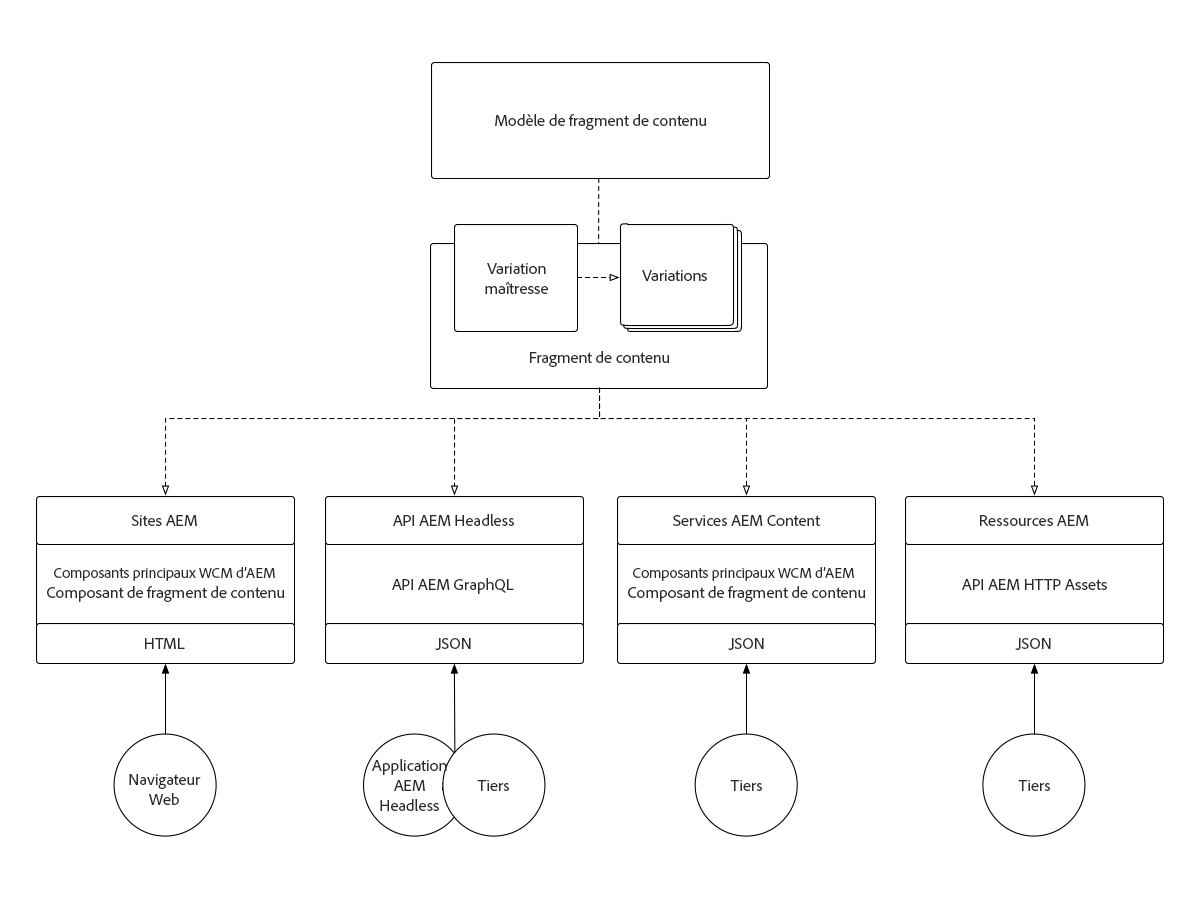 Modèle de fragment de contenu
Variation
maîtresse
Variations
Fragment de contenu
Sites AEM
Composants principaux WCM d'AEM
Composant de fragment de contenu
HTML
Navigateur
Web
API AEM Headless
API AEM GraphQL
JSON
Application
AEM
Headless
Tiers
Services AEM Content
Composants principaux WCM d'AEM
Composant de fragment de contenu
JSON
Tiers
Ressources AEM
API AEM HTTP Assets
JSON
Tiers